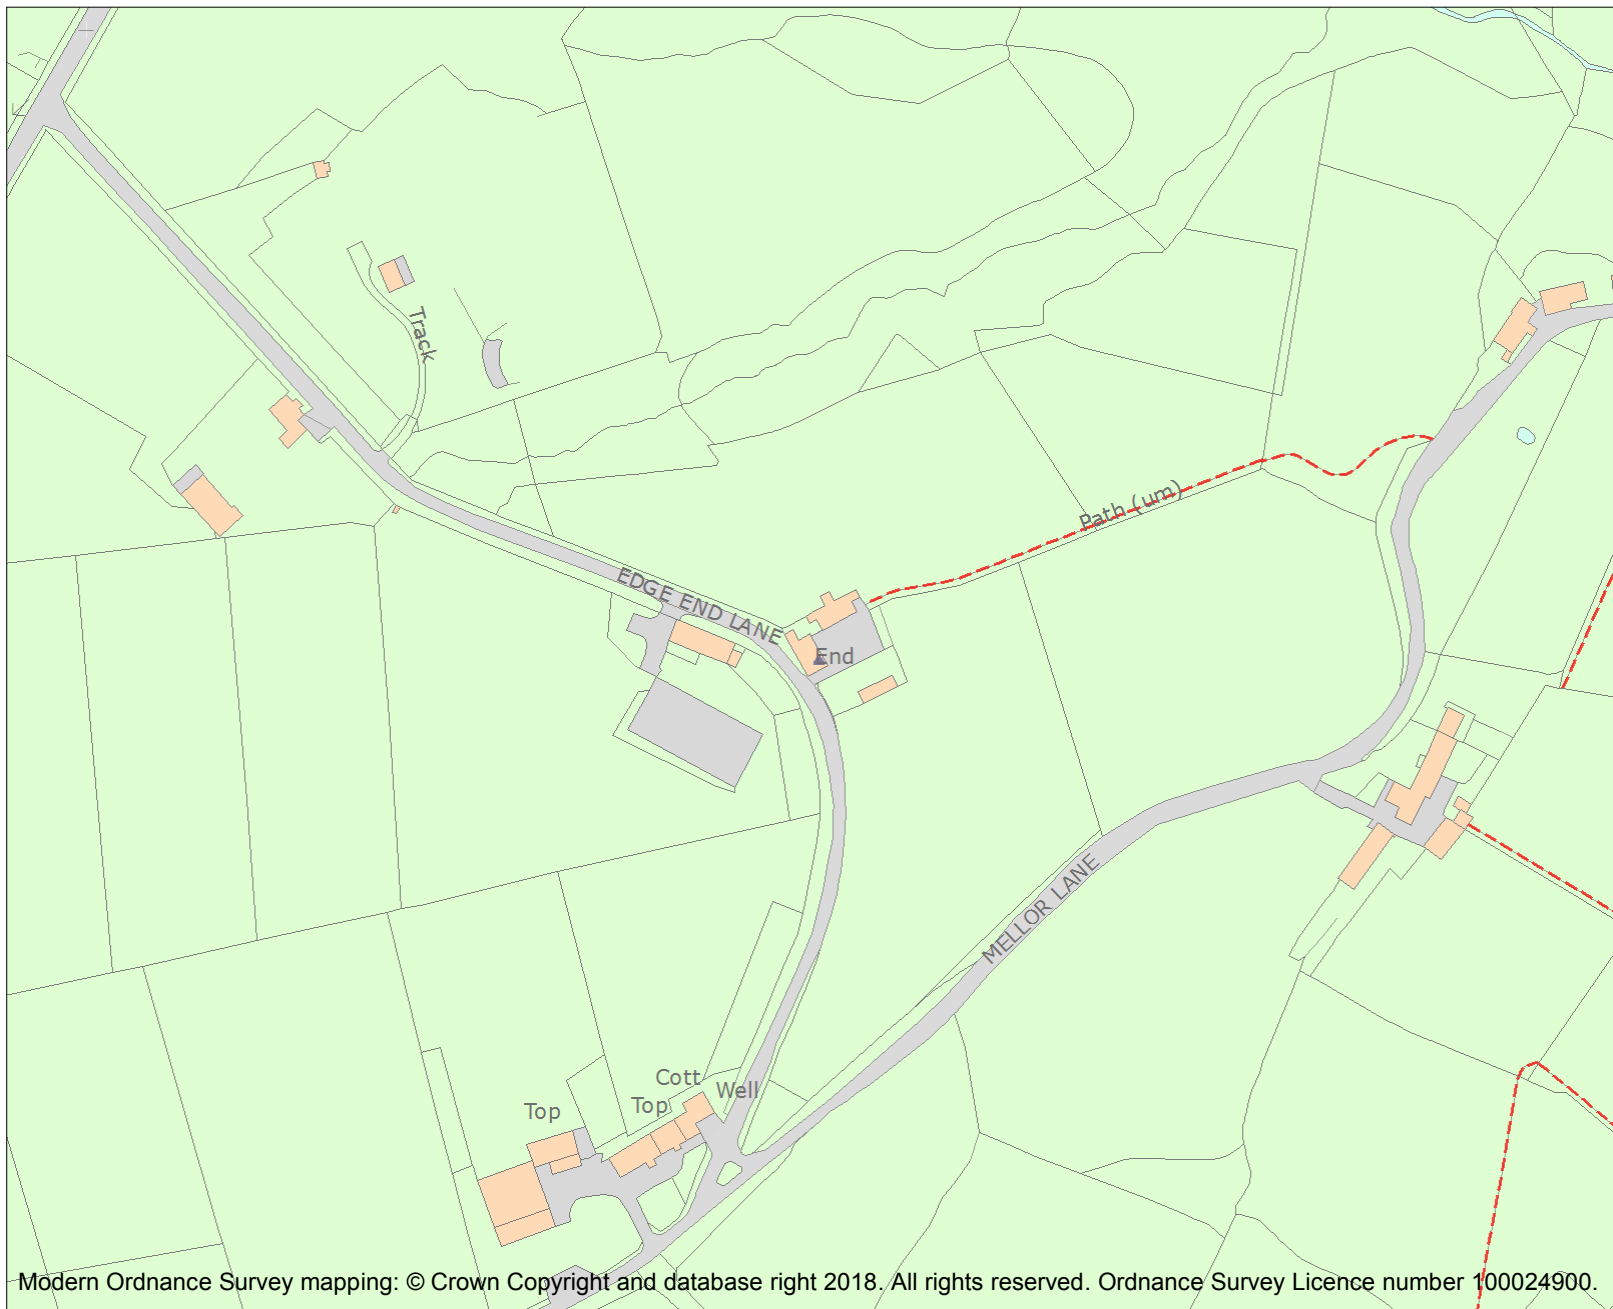 Track
Path (um)
EDGE END LANE
End
MELLOR LANE
Cott
Well
Top
Top
Modern Ordnance Survey mapping: © Crown Copyright and database right 2018. All rights reserved. Ordnance Survey Licence number 100024900.